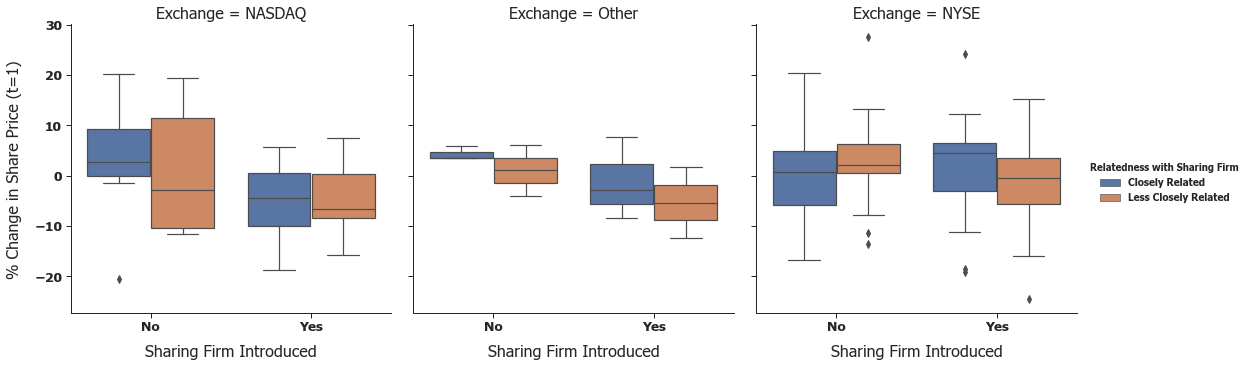 Exchange = NASDAQ
Exchange = Other
Exchange = NYSE
% Change in Share Price (t=1)
30
20
10
0
−10
−20
No
Yes
No
Yes
No
Yes
Sharing Firm Introduced
Sharing Firm Introduced
Sharing Firm Introduced
Relatedness with Sharing Firm
Closely Related
Less Closely Related